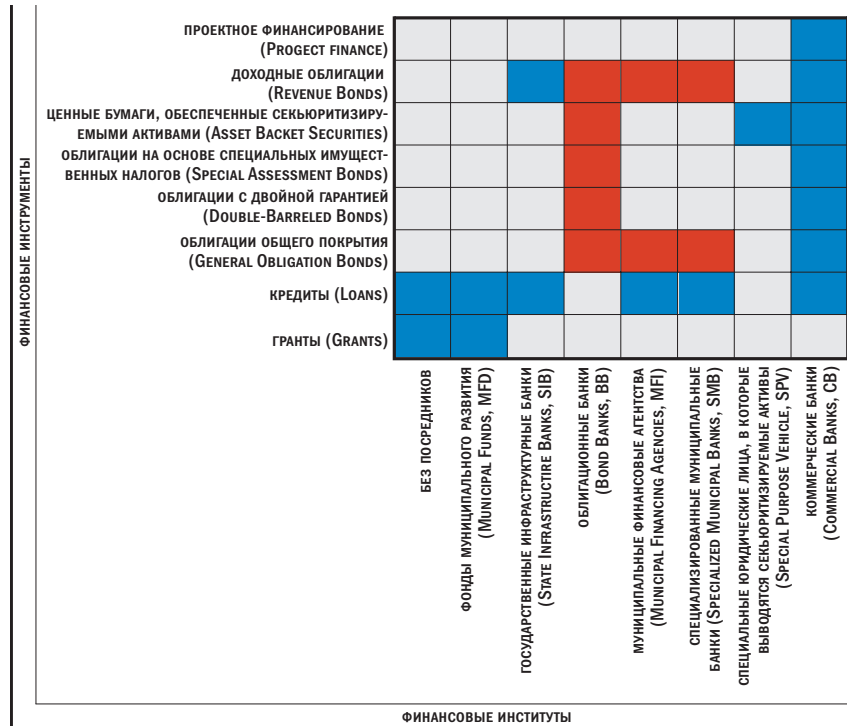 ПРОЕКТНОЕ ФИНАНСИРОВАНИЕ
(PROGECT FINANCE)
ДОХОДНЫЕ ОБЛИГАЦИИ
(REVENUE BONDS)
ЦЕННЫЕ БУМАГИ, ОБЕСПЕЧЕННЫЕ СЕКЬЮРИТИЗИРУ-
ЕМЫМИ АКТИВАМИ (ASSET BACKET SECURITIES)
ОБЛИГАЦИИ НА ОСНОВЕ СПЕЦИАЛЬНЫХ ИМУЩЕСТ-
ВЕННЫХ НАЛОГОВ (SPECIAL ASSESSMENT BONDS)
ОБЛИГАЦИИ С ДВОЙНОЙ ГАРАНТИЕЙ
(DOUBLE-BARRELED BONDS)
ОБЛИГАЦИИ ОБЩЕГО ПОКРЫТИЯ
(GENERAL OBLIGATION BONDS)
КРЕДИТЫ (LOANS)
ГРАНТЫ (GRANTS)
ФИНАНСОВЫЕ ИНСТРУМЕНТЫ
БЕЗ ПОСРЕДНИКОВ
ФОНДЫ МУНИЦИПАЛЬНОГО РАЗВИТИЯ
(MUNICIPAL FUNDS, MFD)
ГОСУДАРСТВЕННЫЕ ИНФРАСТРУКТУРНЫЕ БАНКИ
(STATE INFRASTRUCTIRE BANKS, SIB)
ОБЛИГАЦИОННЫЕ БАНКИ
(BOND BANKS, BB)
МУНИЦИПАЛЬНЫЕ ФИНАНСОВЫЕ АГЕНТСТВА
(MUNICIPAL FINANCING AGENCIES, MFI)
СПЕЦИАЛИЗИРОВАННЫЕ МУНИЦИПАЛЬНЫЕ
БАНКИ (SPECIALIZED MUNICIPAL BANKS, SMB)
СПЕЦИАЛЬНЫЕ ЮРИДИЧЕСКИЕ ЛИЦА, В КОТОРЫЕ
ВЫВОДЯТСЯ СЕКЬЮРИТИЗИРУЕМЫЕ АКТИВЫ
(SPECIAL PURPOSE VEHICLE, SPV)
КОММЕРЧЕСКИЕ БАНКИ
(COMMERCIAL BANKS, CB)
ФИНАНСОВЫЕ ИНСТИТУТЫ